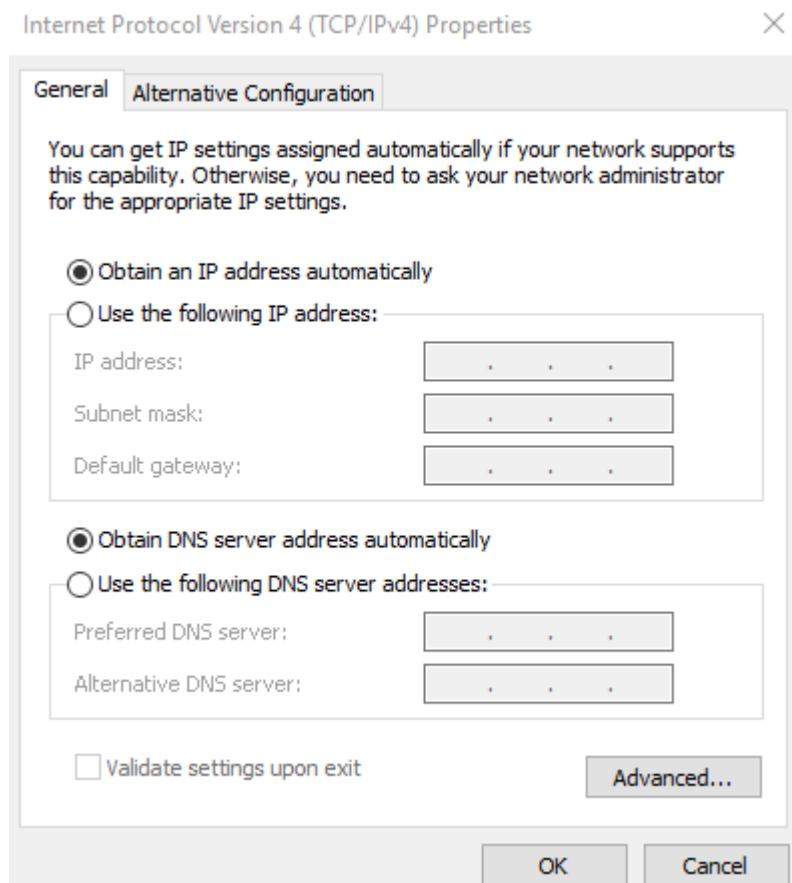 Internet Protocol Version 4 (TCP/IPv4) Properties
General
Alternative Configuration
You can get IP settings assigned automatically if your network supports
this capability. Otherwise, you need to ask your network administrator
for the appropriate IP settings.
Obtain an IP address automatically
Use the following IP address:
IP address:
Subnet mask:
Default gateway:
Obtain DNS server address automatically
Use the following DNS server addresses:
Preferred DNS server:
Alternative DNS server:
Validate settings upon exit
Advanced...
OK
Cancel